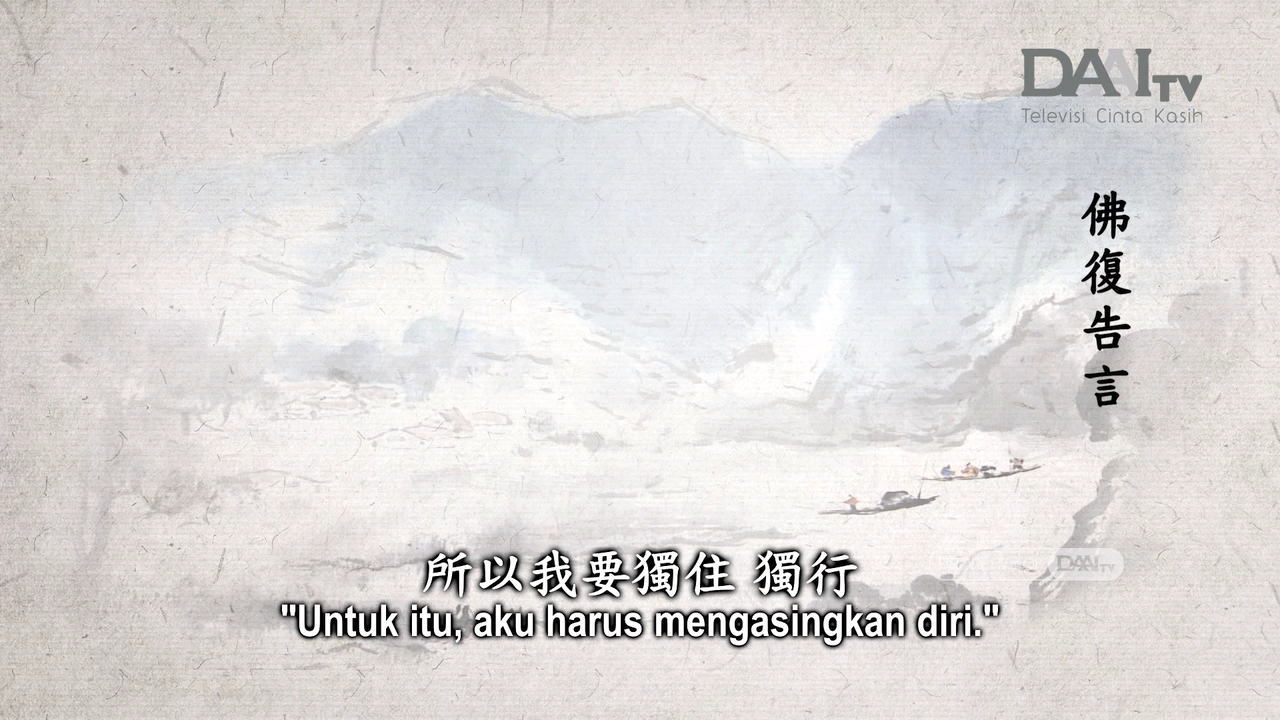 DAAI TV
Televisi Cinta Kasih
佛復告言
DAAI TV
所以我要獨住 獨行
"Untuk itu, aku harus mengasingkan diri."